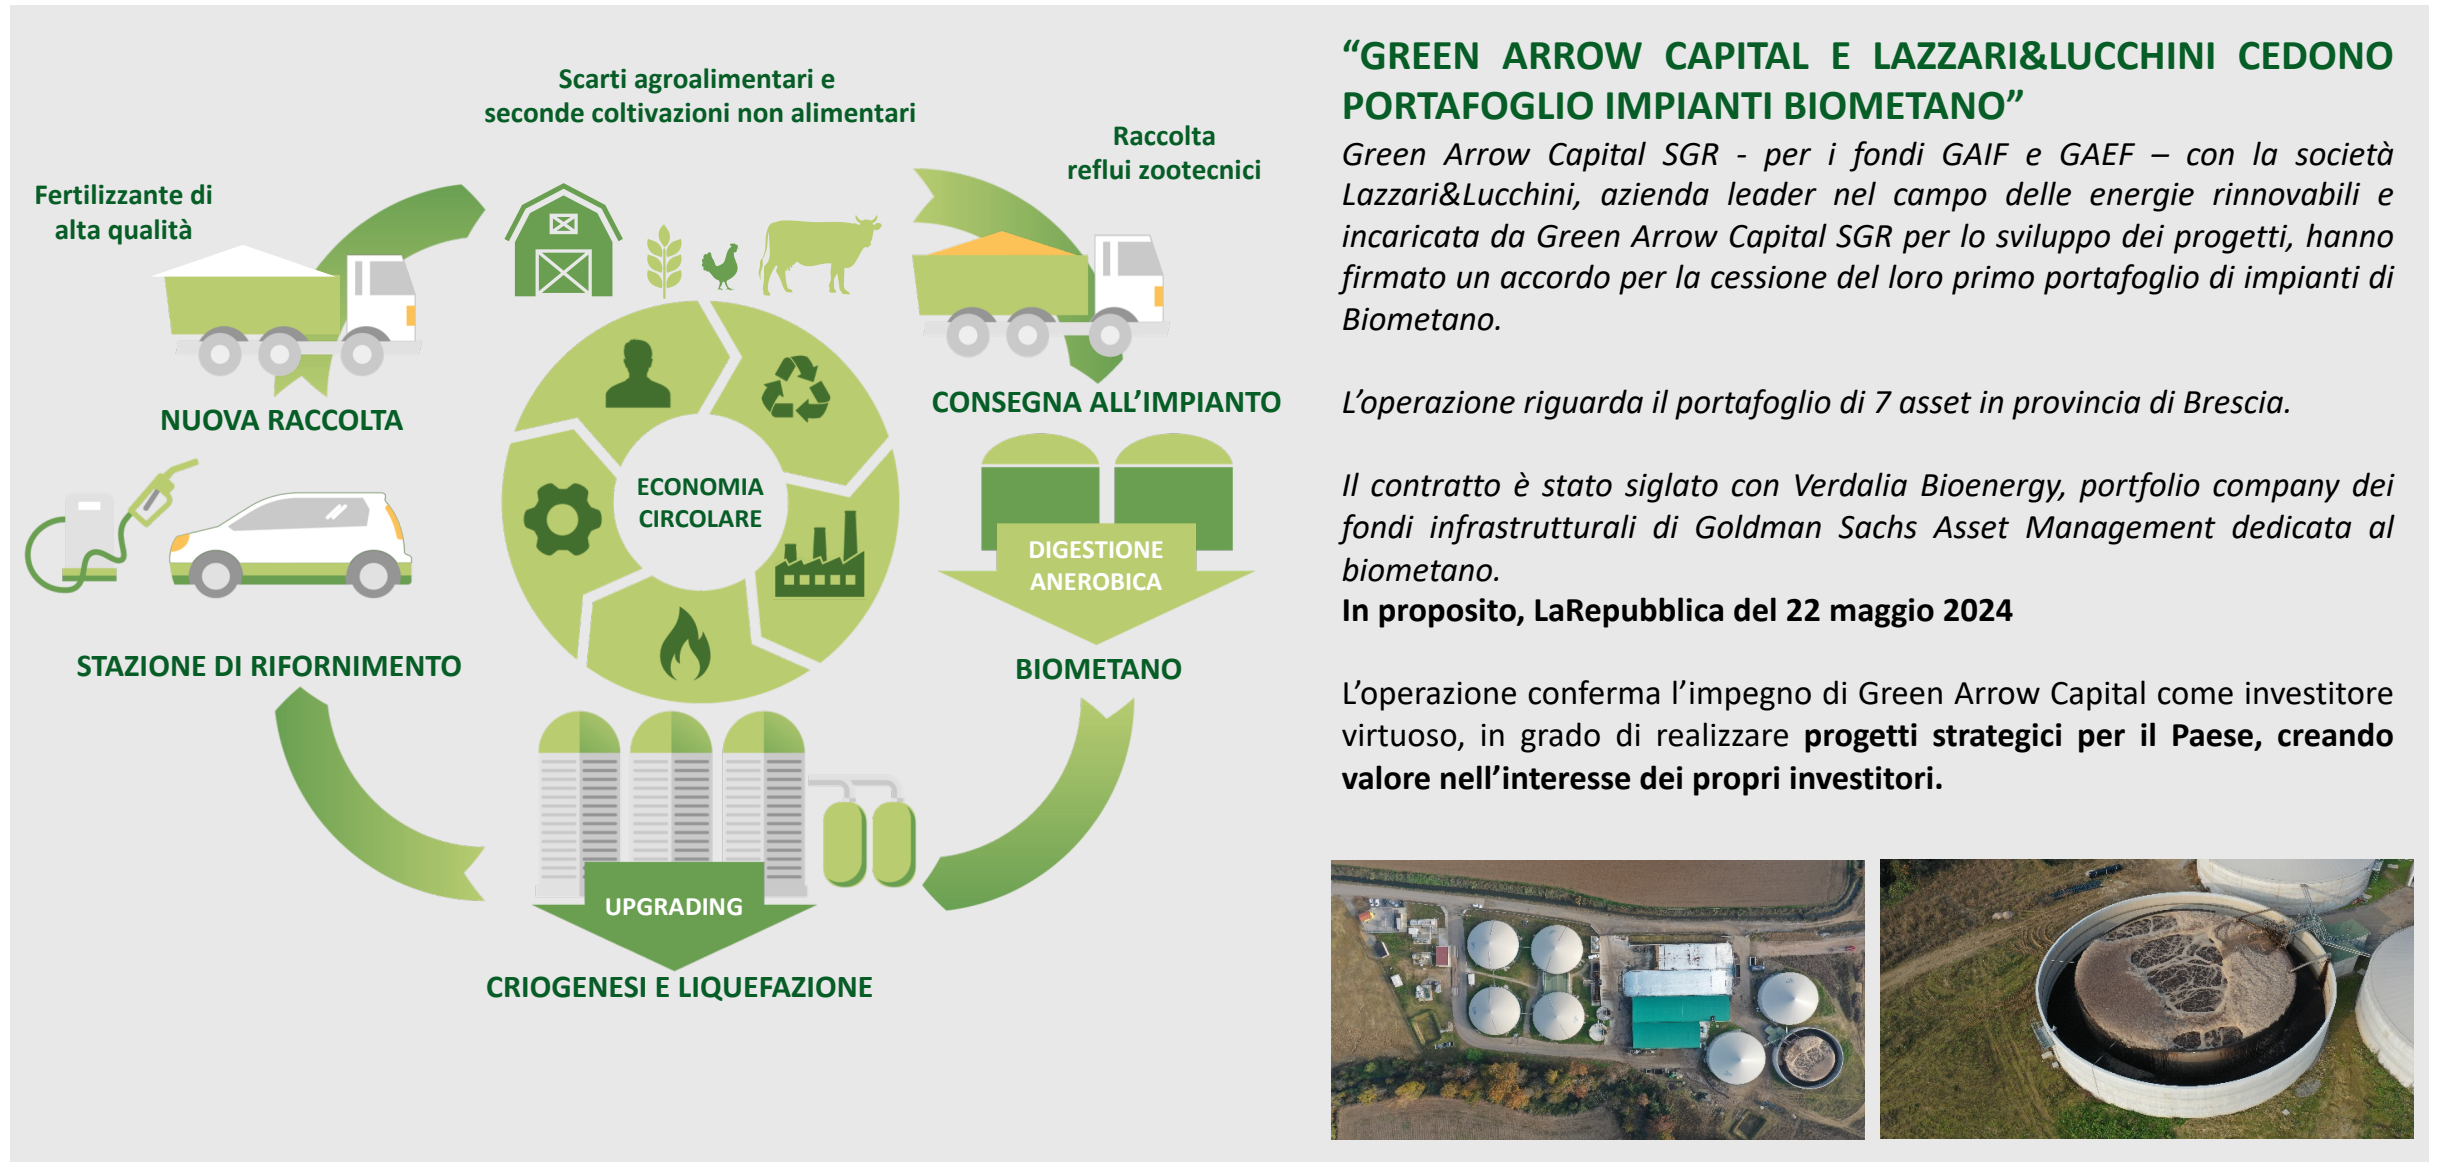 Scarti agroalimentari e
seconde coltivazioni non alimentari
Raccolta
reflui zootecnici
Fertilizzante di
alta qualità
NUOVA RACCOLTA
CONSEGNA ALL’IMPIANTO
ECONOMIA
CIRCOLARE
DIGESTIONE
ANEROBICA
STAZIONE DI RIFORNIMENTO
BIOMETANO
UPGRADING
CRIOGENESI E LIQUEFAZIONE
“GREEN ARROW CAPITAL E LAZZARI&LUCCHINI CEDONO
PORTAFOGLIO IMPIANTI BIOMETANO”
Green Arrow Capital SGR - per i fondi GAIF e GAEF – con la società
Lazzari&Lucchini, azienda leader nel campo delle energie rinnovabili e
incaricata da Green Arrow Capital SGR per lo sviluppo dei progetti, hanno
firmato un accordo per la cessione del loro primo portafoglio di impianti di
Biometano.
L’operazione riguarda il portafoglio di 7 asset in provincia di Brescia.
Il contratto è stato siglato con Verdalia Bioenergy, portfolio company dei
fondi infrastrutturali di Goldman Sachs Asset Management dedicata al
biometano.
In proposito, LaRepubblica del 22 maggio 2024
L’operazione conferma l’impegno di Green Arrow Capital come investitore
virtuoso, in grado di realizzare progetti strategici per il Paese, creando
valore nell’interesse dei propri investitori.